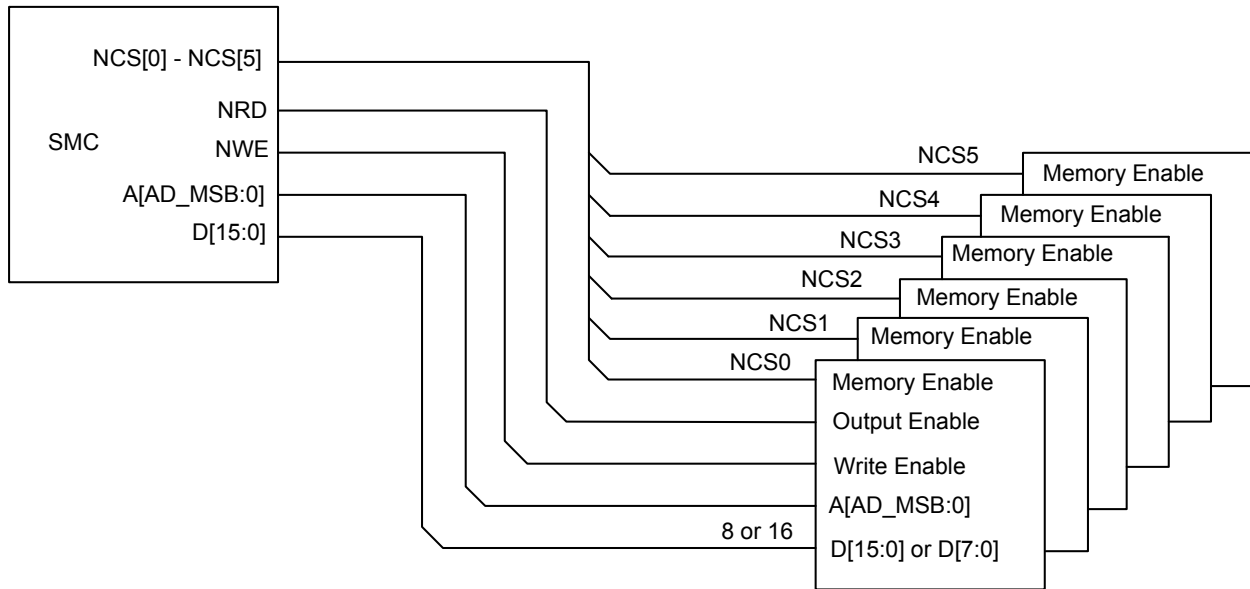 NCS[0] - NCS[5]
NRD
SMC
NWE
A[AD_MSB:0]
D[15:0]
NCS5
Memory Enable
NCS4
Memory Enable
NCS3
Memory Enable
NCS2
Memory Enable
NCS1
Memory Enable
NCS0
Memory Enable
Output Enable
Write Enable
A[AD_MSB:0]
8 or 16
D[15:0] or D[7:0]